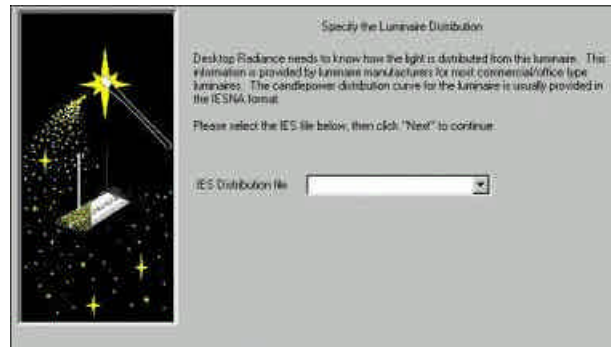 Specify the Luminaire Distribution
Desktop Radiance needs to know how the light is distributed from this luminaire. This
information is provided by luminaire manufacturers for most commercial/office type
luminaires. The candlepower distribution curve for the luminaire is usually provided in
the IESNA format.
Please select the IES file below, then click "Next" to continue.
IES Distribution file